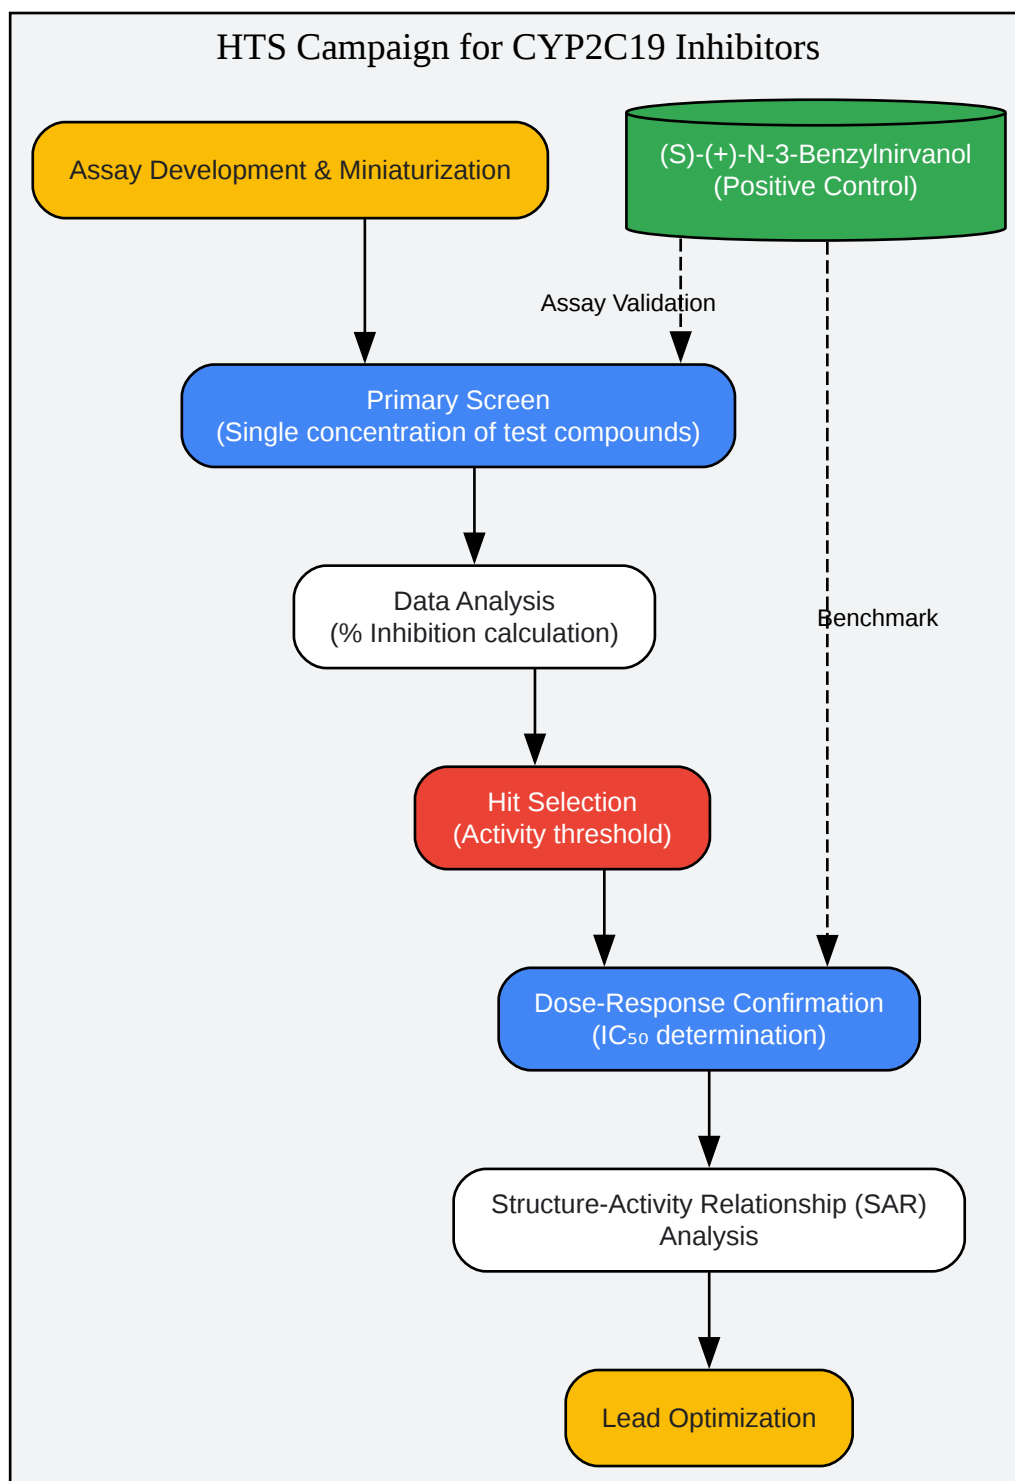 HTS Campaign for CYP2C19 Inhibitors
Assay Development & Miniaturization
(S)-(+)-N-3-Benzylnirvanol
(Positive Control)
Assay Validation
Primary Screen
(Single concentration of test compounds)
Data Analysis
(% Inhibition calculation)
Benchmark
Hit Selection
(Activity threshold)
Dose-Response Confirmation
(IC₅₀ determination)
Structure-Activity Relationship (SAR)
Analysis
Lead Optimization